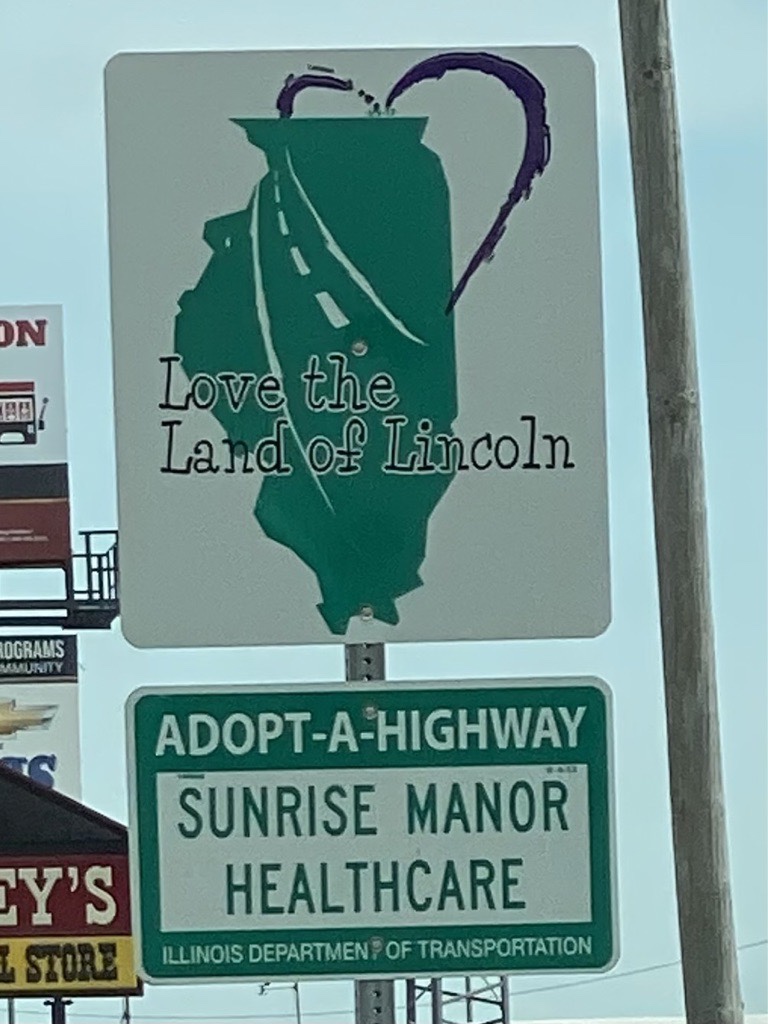 Love the
Land of Lincoln
ADOPT-A-HIGHWAY
SUNRISE MANOR
HEALTHCARE
ILLINOIS DEPARTMENT OF TRANSPORTATION
ON
ROGRAMS
MMUNITY
EY'S
L STORE